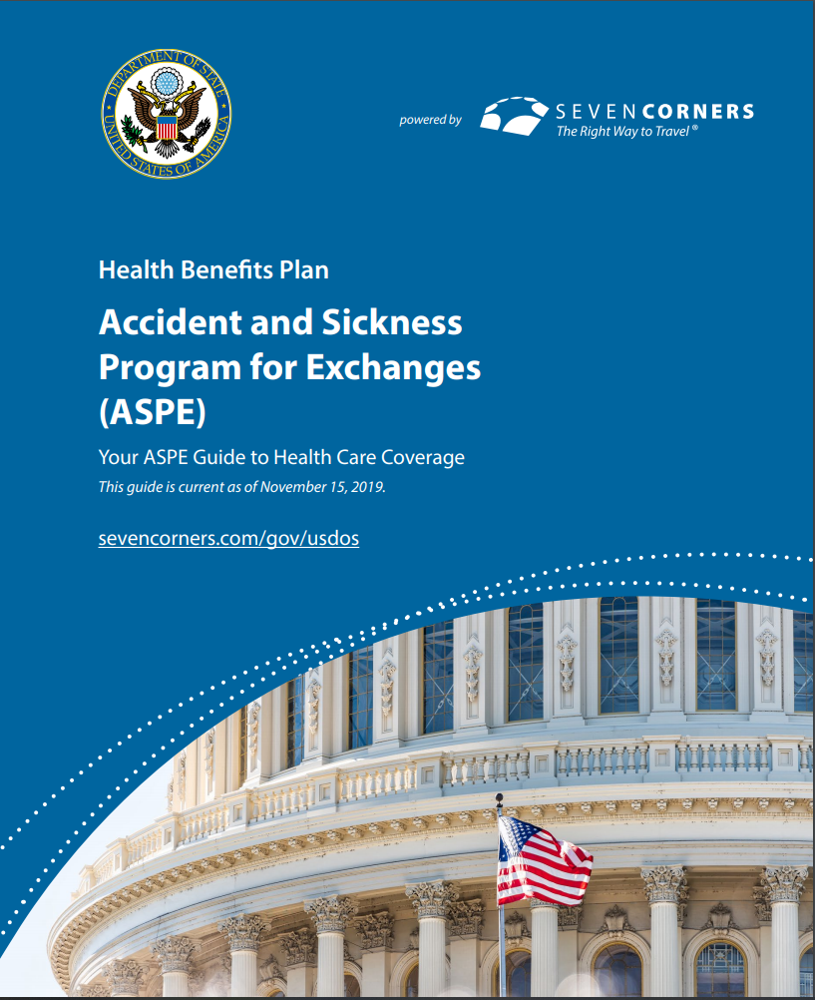 DEPARTMENT OF STATE
UNITED STATES OF AMERICA
powered by
SEVENCORNERS
The Right Way to Travel ®
Health Benefits Plan
Accident and Sickness
Program for Exchanges
(ASPE)
Your ASPE Guide to Health Care Coverage
This guide is current as of November 15, 2019.
sevencorners.com/gov/usdos